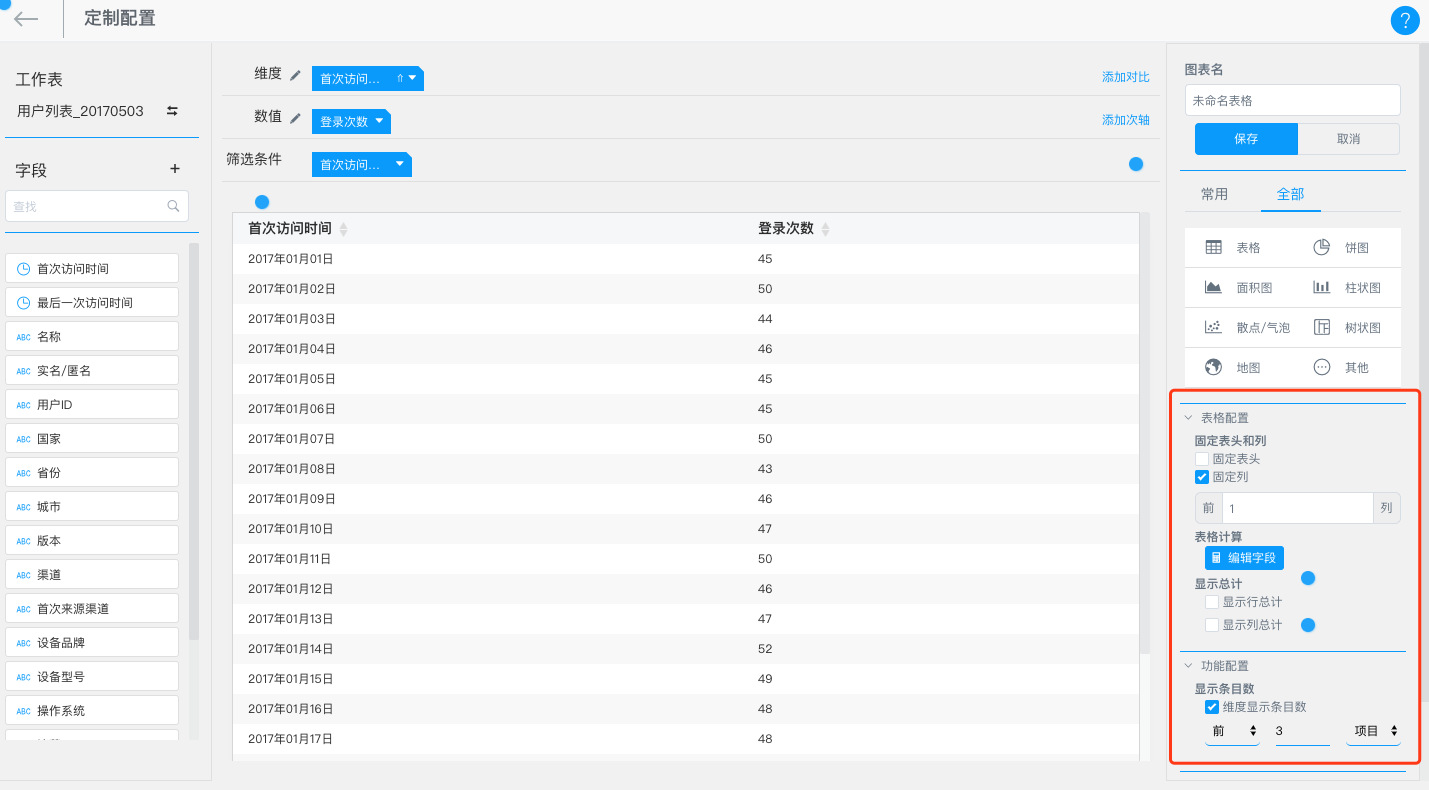 定制配置
?
工作表
用户列表_20170503
字段
+
查找
首次访问时间
最后一次访问时间
ABC 名称
ABC 实名/匿名
ABC 用户ID
ABC 国家
ABC 省份
ABC 城市
ABC 版本
ABC 渠道
ABC 首次来源渠道
ABC 设备品牌
ABC 设备型号
ABC 操作系统
维度 首次访问... 添加对比
数值 登录次数 添加次轴
筛选条件 首次访问...
首次访问时间 登录次数
2017年01月01日 45
2017年01月02日 50
2017年01月03日 44
2017年01月04日 46
2017年01月05日 45
2017年01月06日 45
2017年01月07日 50
2017年01月08日 43
2017年01月09日 46
2017年01月10日 47
2017年01月11日 50
2017年01月12日 46
2017年01月13日 47
2017年01月14日 52
2017年01月15日 49
2017年01月16日 48
2017年01月17日 48
图表名
未命名表格
保存 取消
常用 全部
表格 饼图
面积图 柱状图
散点/气泡 树状图
地图 其他
表格配置
固定表头和列
固定表头
固定列
前 1 列
表格计算
编辑字段
显示总计
显示行总计
显示列总计
功能配置
显示条目数
维度显示条目数
前 3 项目